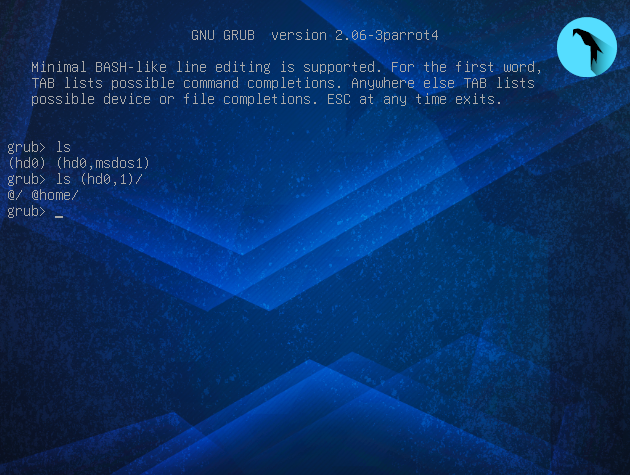 GNU GRUB  version 2.06-3parrot4
Minimal BASH-like line editing is supported. For the first word,
TAB lists possible command completions. Anywhere else TAB lists
possible device or file completions. ESC at any time exits.
grub> ls
(hd0) (hd0,msdos1)
grub> ls (hd0,1)/
@/ @home/
grub> _